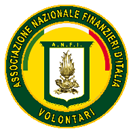 ASSOCIAZIONE NAZIONALE FINANZIERI D'ITALIA
A.N.F.I.
VOLONTARI